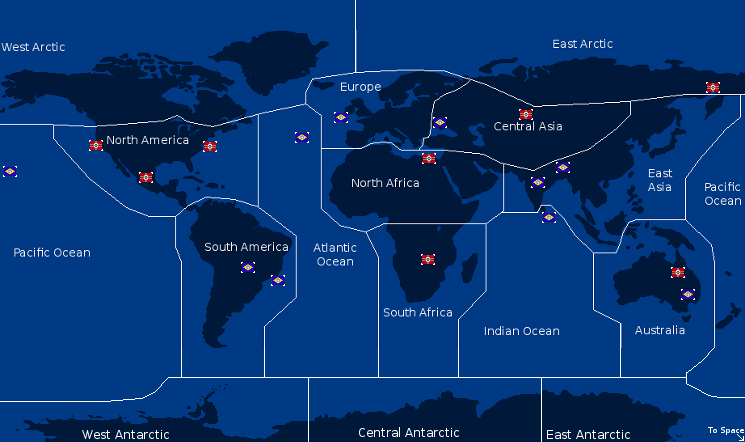 East Arctic
West Arctic
Europe
Central Asia
North America
East
Asia
North Africa
Pacific
Ocean
South America
Atlantic
Ocean
Pacific Ocean
South Africa
Indian Ocean
Australia
To Space
Central Antarctic
West Antarctic
East Antarctic